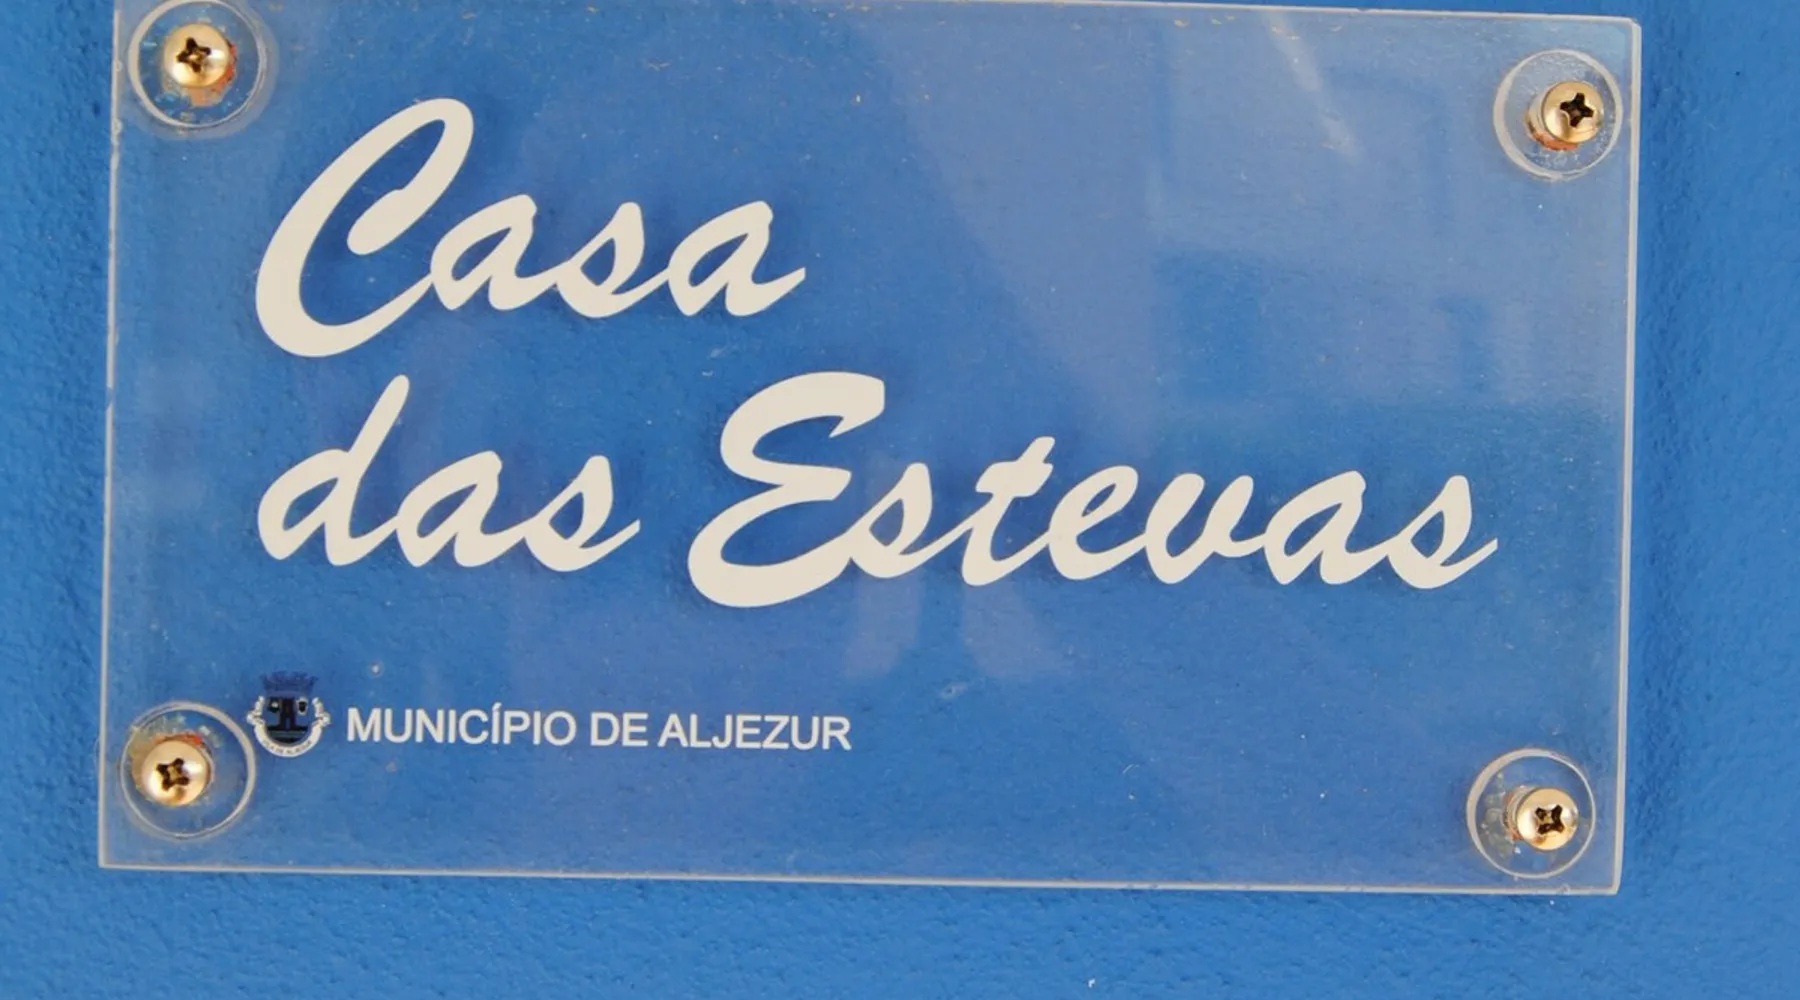 Casa
das Estevas
MUNICÍPIO DE ALJEZUR